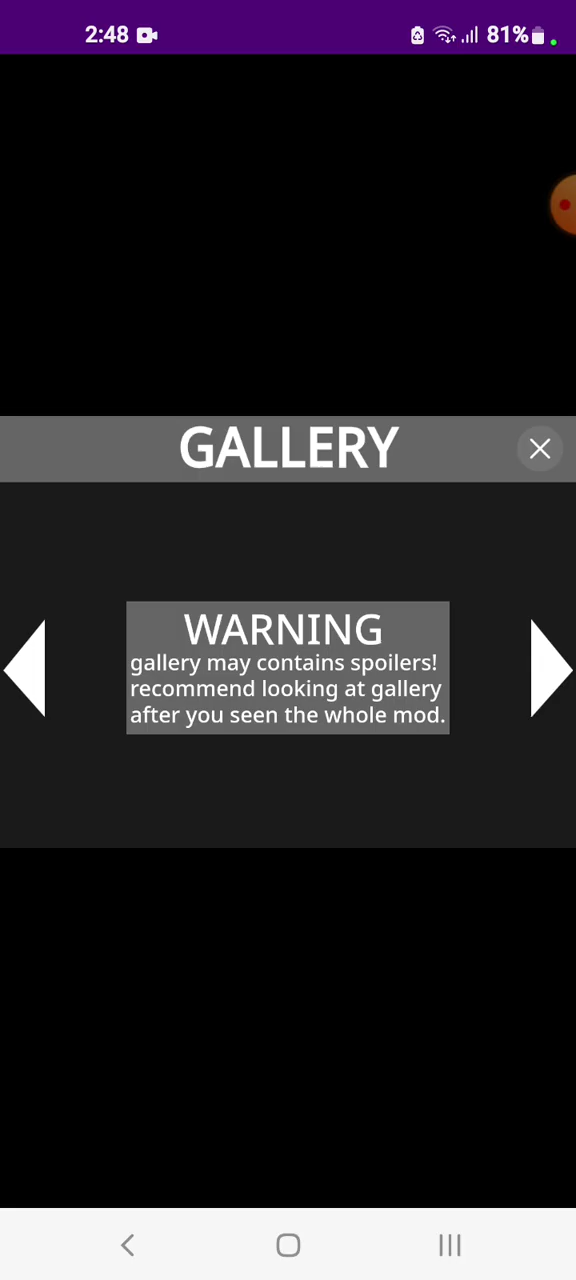 2:48 81%
GALLERY
WARNING
gallery may contains spoilers!
recommend looking at gallery
after you seen the whole mod.